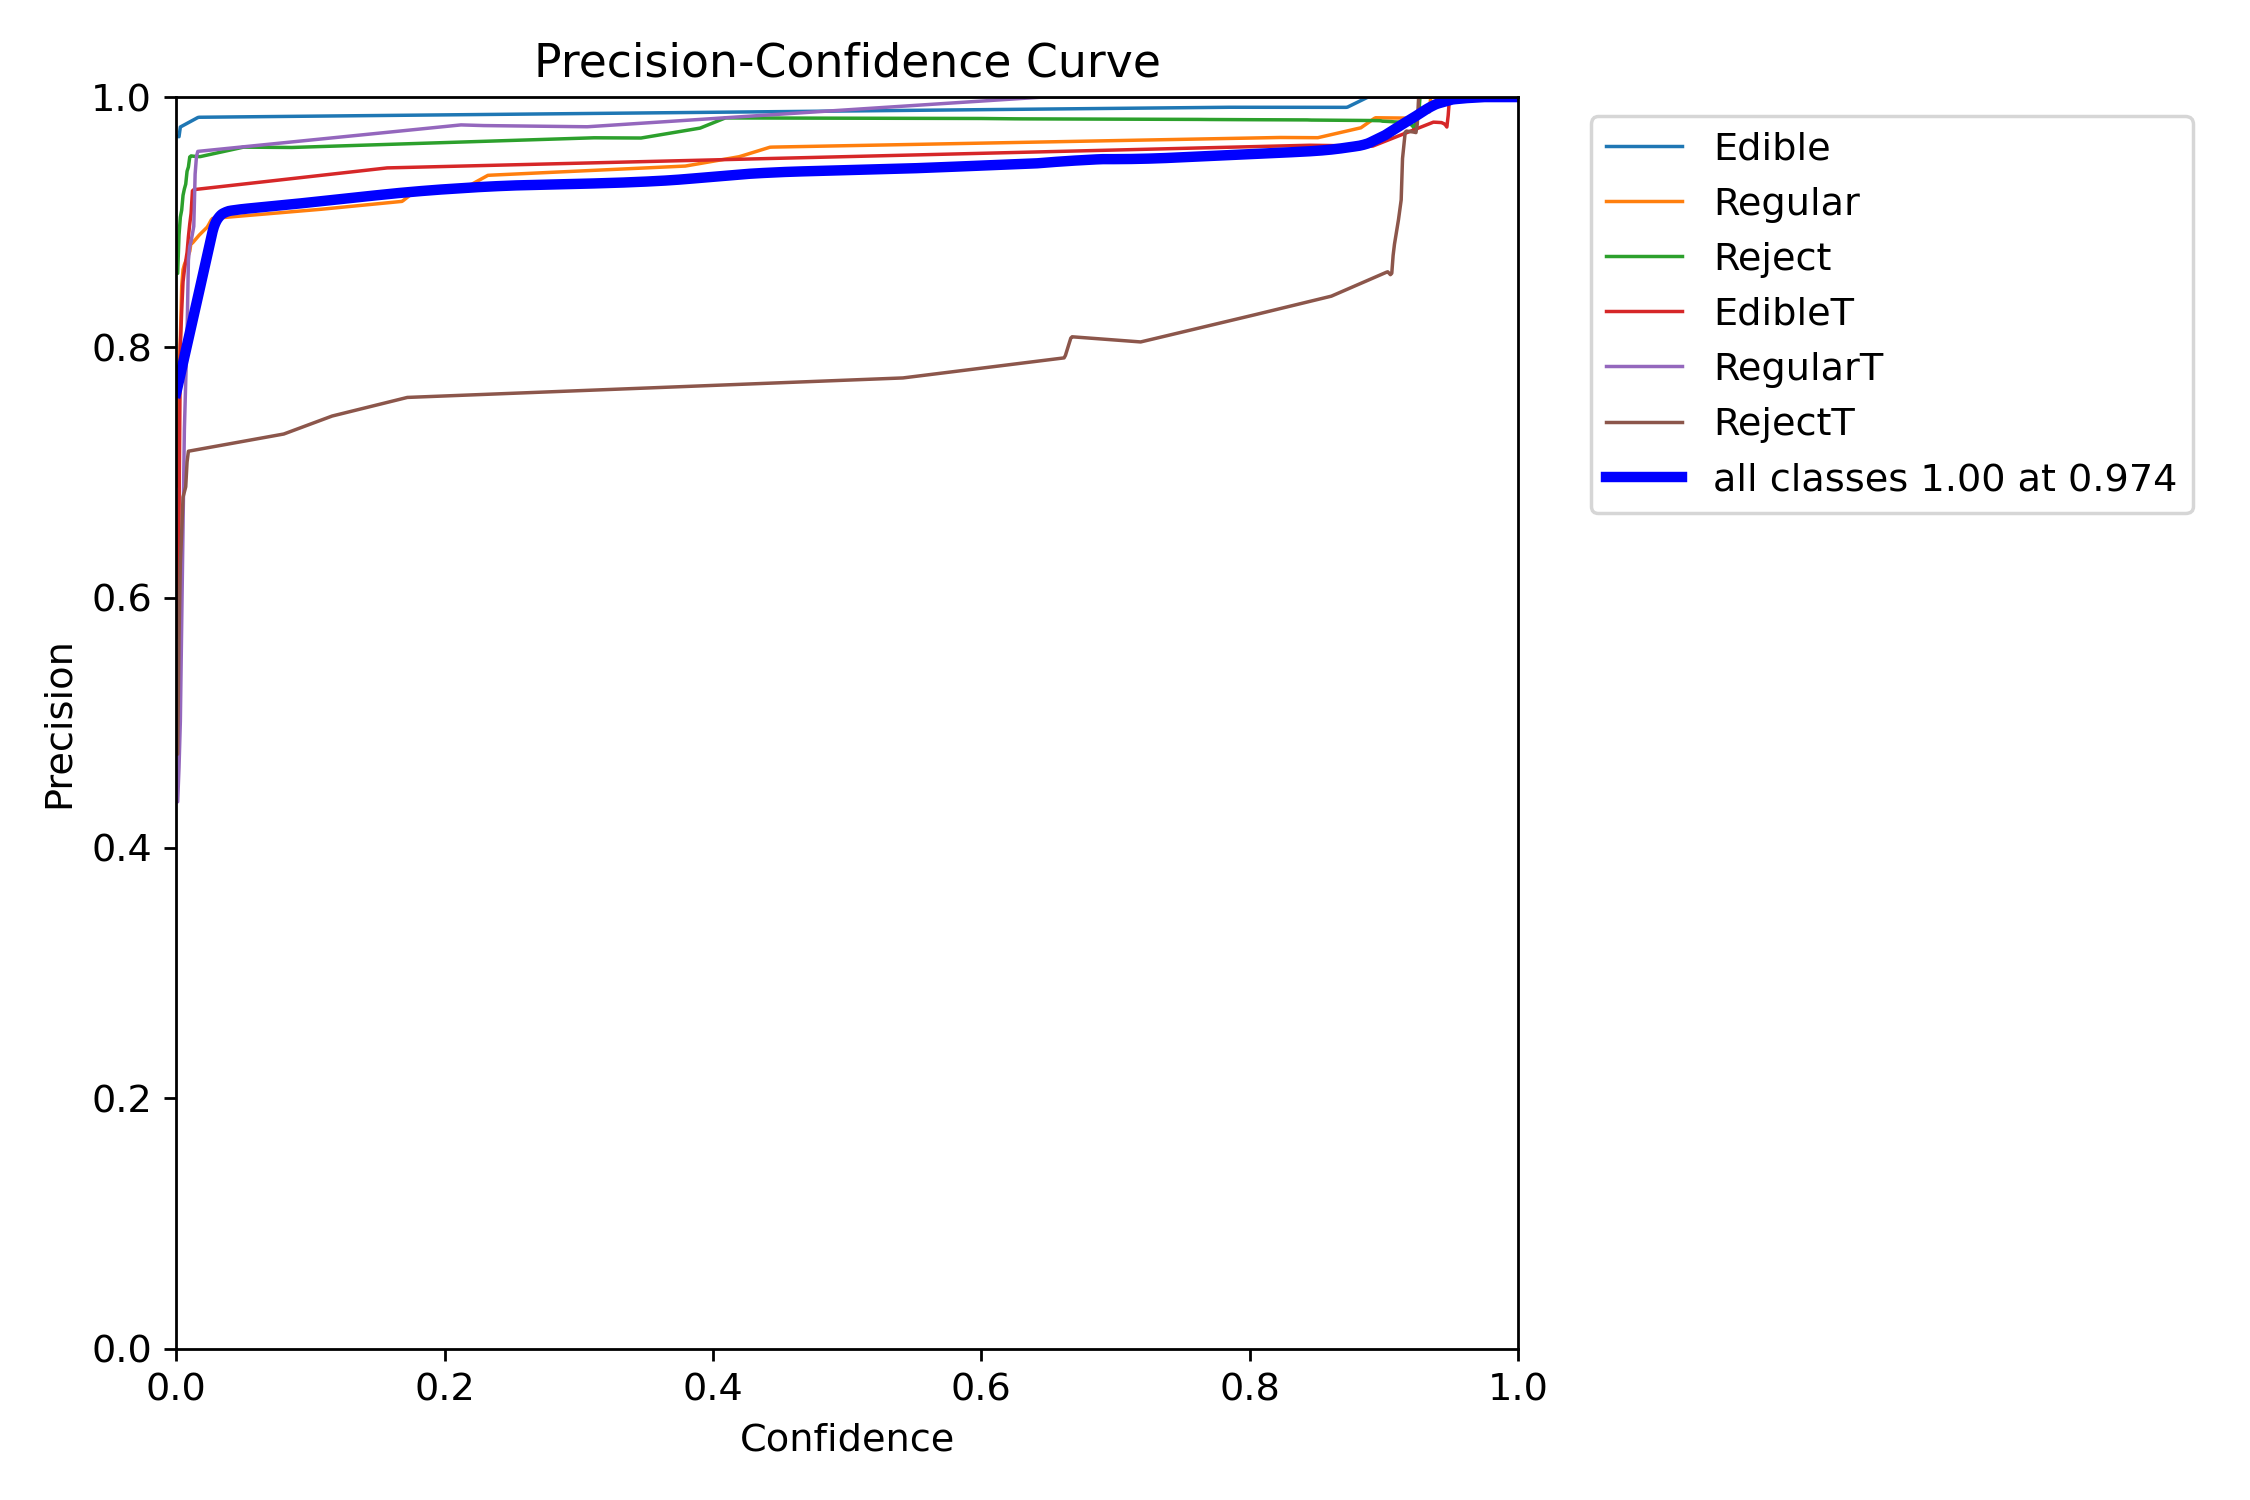 Precision-Confidence Curve
1.0
0.8
0.6
0.4
0.2
0.0
Precision
0.0 0.2 0.4 0.6 0.8 1.0
Confidence
Edible
Regular
Reject
EdibleT
RegularT
RejectT
all classes 1.00 at 0.974